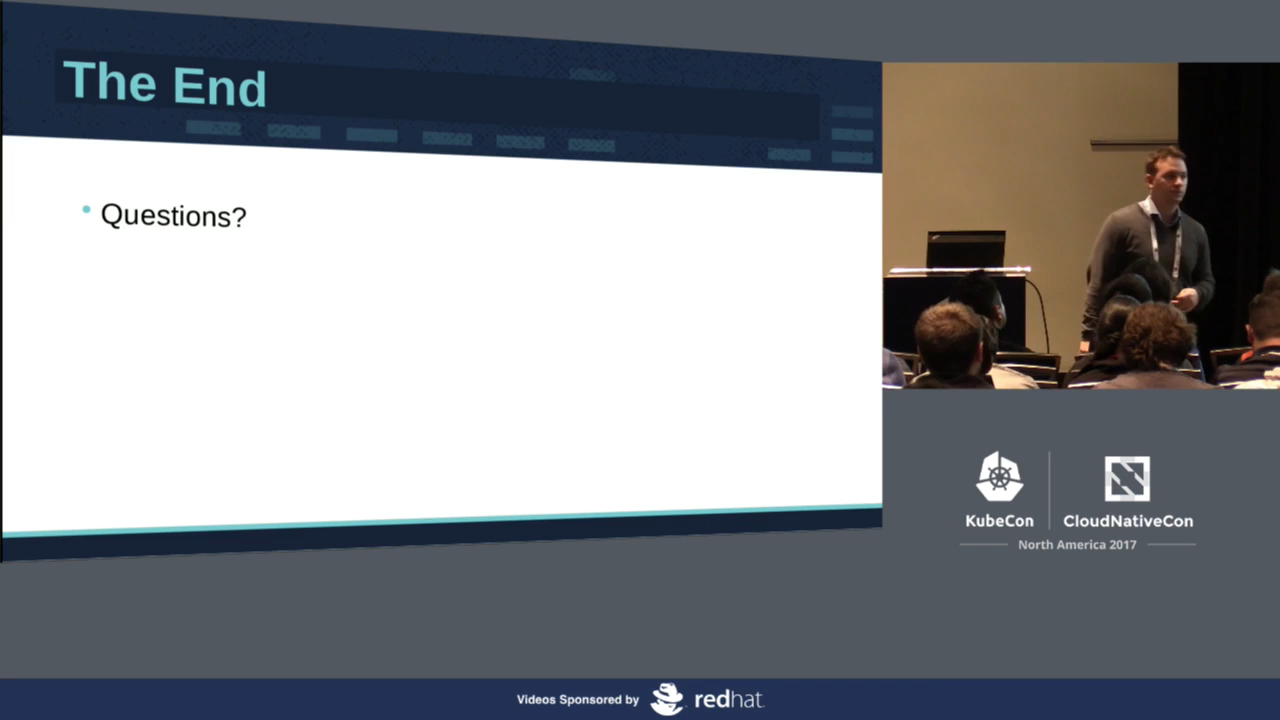 The End
Questions?
KubeCon
CloudNativeCon
North America 2017
Videos Sponsored by
redhat.